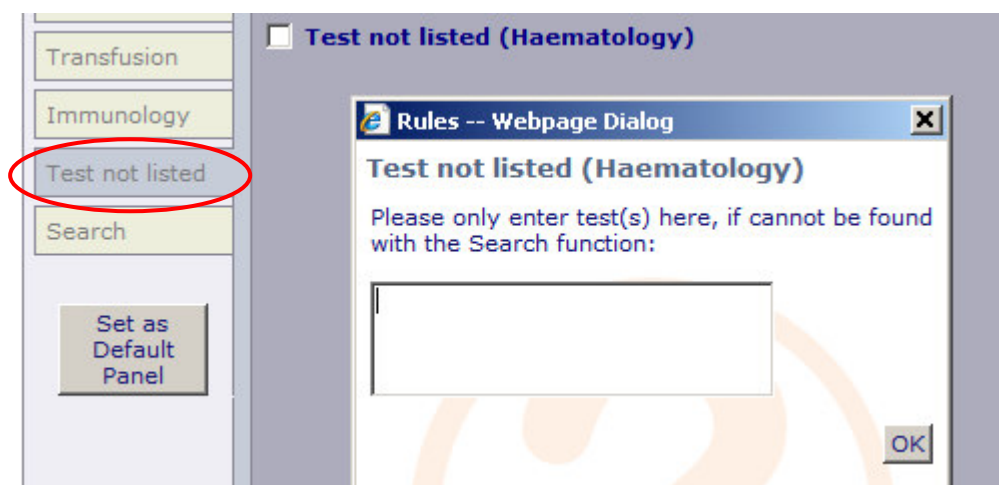 Transfusion
Immunology
Test not listed
Search
Set as
Default
Panel
Test not listed (Haematology)
Rules -- Webpage Dialog
Test not listed (Haematology)
Please only enter test(s) here, if cannot be found
with the Search function:
OK